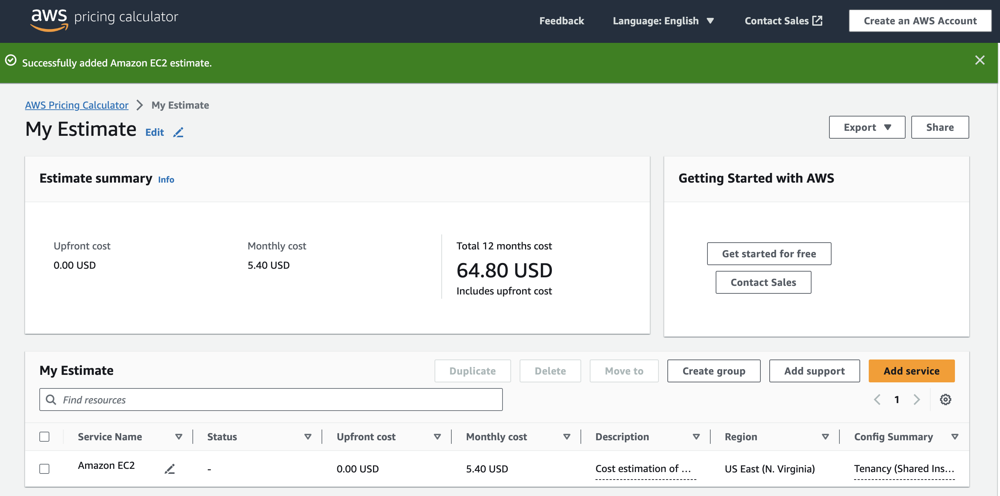 aws pricing calculator
Feedback
Language: English
Contact Sales
Create an AWS Account
Successfully added Amazon EC2 estimate.
AWS Pricing Calculator
My Estimate
My Estimate
Edit
Export
Share
Estimate summary Info
Getting Started with AWS
Upfront cost
0.00 USD
Monthly cost
5.40 USD
Total 12 months cost
64.80 USD
Includes upfront cost
Get started for free
Contact Sales
My Estimate
Duplicate
Delete
Move to
Create group
Add support
Add service
Find resources
1
Service Name
Status
Upfront cost
Monthly cost
Description
Region
Config Summary
Amazon EC2
-
0.00 USD
5.40 USD
Cost estimation of ...
US East (N. Virginia)
Tenancy (Shared Ins...